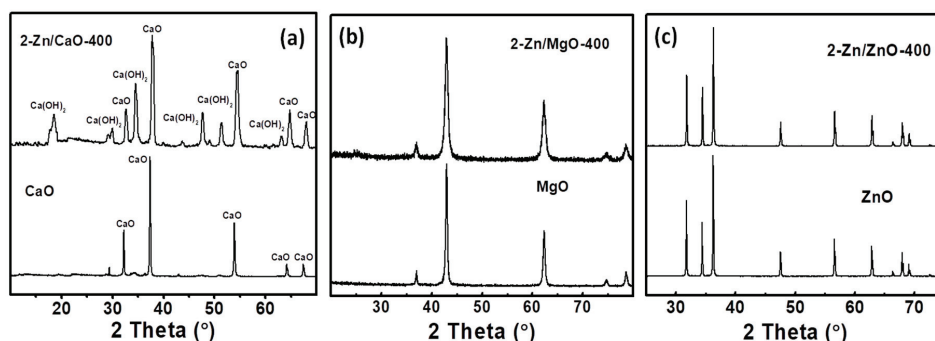 2-Zn/CaO-400
(a)
CaO
Ca(OH)2
CaO
Ca(OH)2
CaO
Ca(OH)2
Ca(OH)2
CaO
Ca(OH)2
CaO
CaO
CaO
CaO
CaO
CaO
CaO
CaO
20 30 40 50 60
2 Theta (°)
(b)
2-Zn/MgO-400
MgO
30 40 50 60 70
2 Theta (°)
(c)
2-Zn/ZnO-400
ZnO
30 40 50 60 70
2 Theta (°)